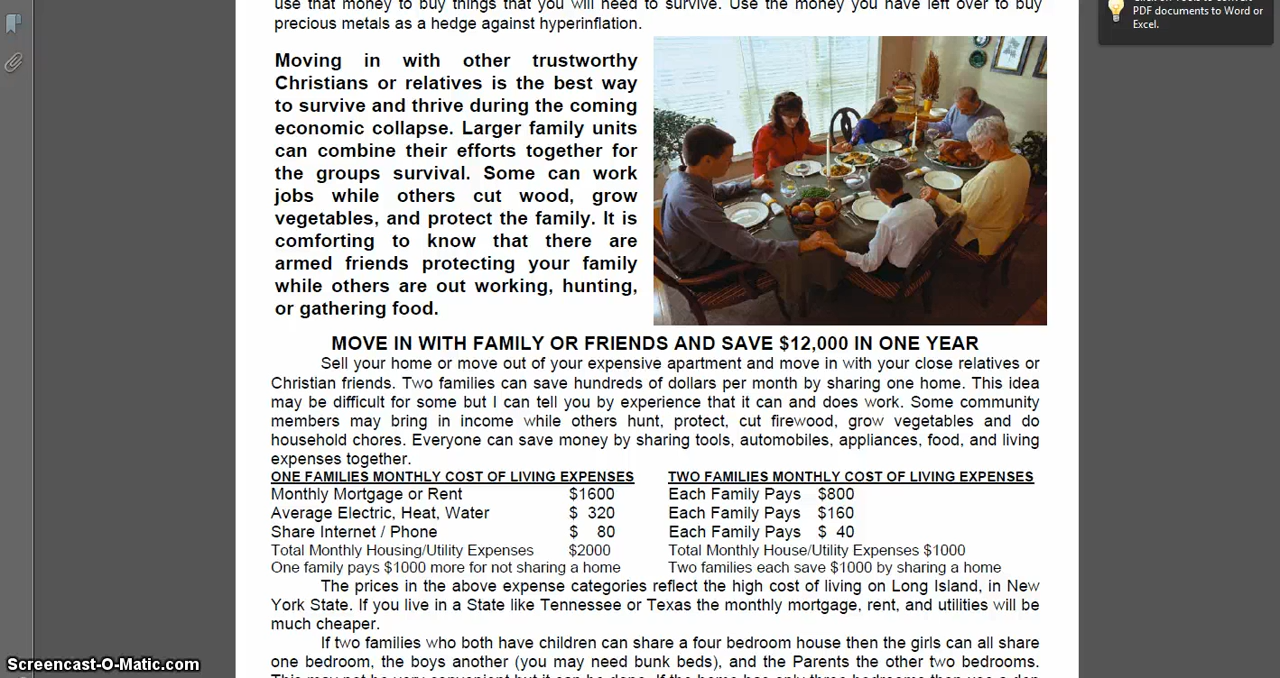 use that money to buy things that you will need to survive. Use the money you have left over to buy
precious metals as a hedge against hyperinflation.
PDF documents to Word or
Excel.
Moving in with other trustworthy
Christians or relatives is the best way
to survive and thrive during the coming
economic collapse. Larger family units
can combine their efforts together for
the groups survival. Some can work
jobs while others cut wood, grow
vegetables, and protect the family. It is
comforting to know that there are
armed friends protecting your family
while others are out working, hunting,
or gathering food.
MOVE IN WITH FAMILY OR FRIENDS AND SAVE $12,000 IN ONE YEAR
Sell your home or move out of your expensive apartment and move in with your close relatives or
Christian friends. Two families can save hundreds of dollars per month by sharing one home. This idea
may be difficult for some but I can tell you by experience that it can and does work. Some community
members may bring in income while others hunt, protect, cut firewood, grow vegetables and do
household chores. Everyone can save money by sharing tools, automobiles, appliances, food, and living
expenses together.
ONE FAMILIES MONTHLY COST OF LIVING EXPENSES TWO FAMILIES MONTHLY COST OF LIVING EXPENSES
Monthly Mortgage or Rent $1600 Each Family Pays $800
Average Electric, Heat, Water $ 320 Each Family Pays $160
Share Internet / Phone $ 80 Each Family Pays $ 40
Total Monthly Housing/Utility Expenses $2000 Total Monthly House/Utility Expenses $1000
One family pays $1000 more for not sharing a home Two families each save $1000 by sharing a home
The prices in the above expense categories reflect the high cost of living on Long Island, in New
York State. If you live in a State like Tennessee or Texas the monthly mortgage, rent, and utilities will be
much cheaper.
If two families who both have children can share a four bedroom house then the girls can all share
one bedroom, the boys another (you may need bunk beds), and the Parents the other two bedrooms.
Screencast-O-Matic.com